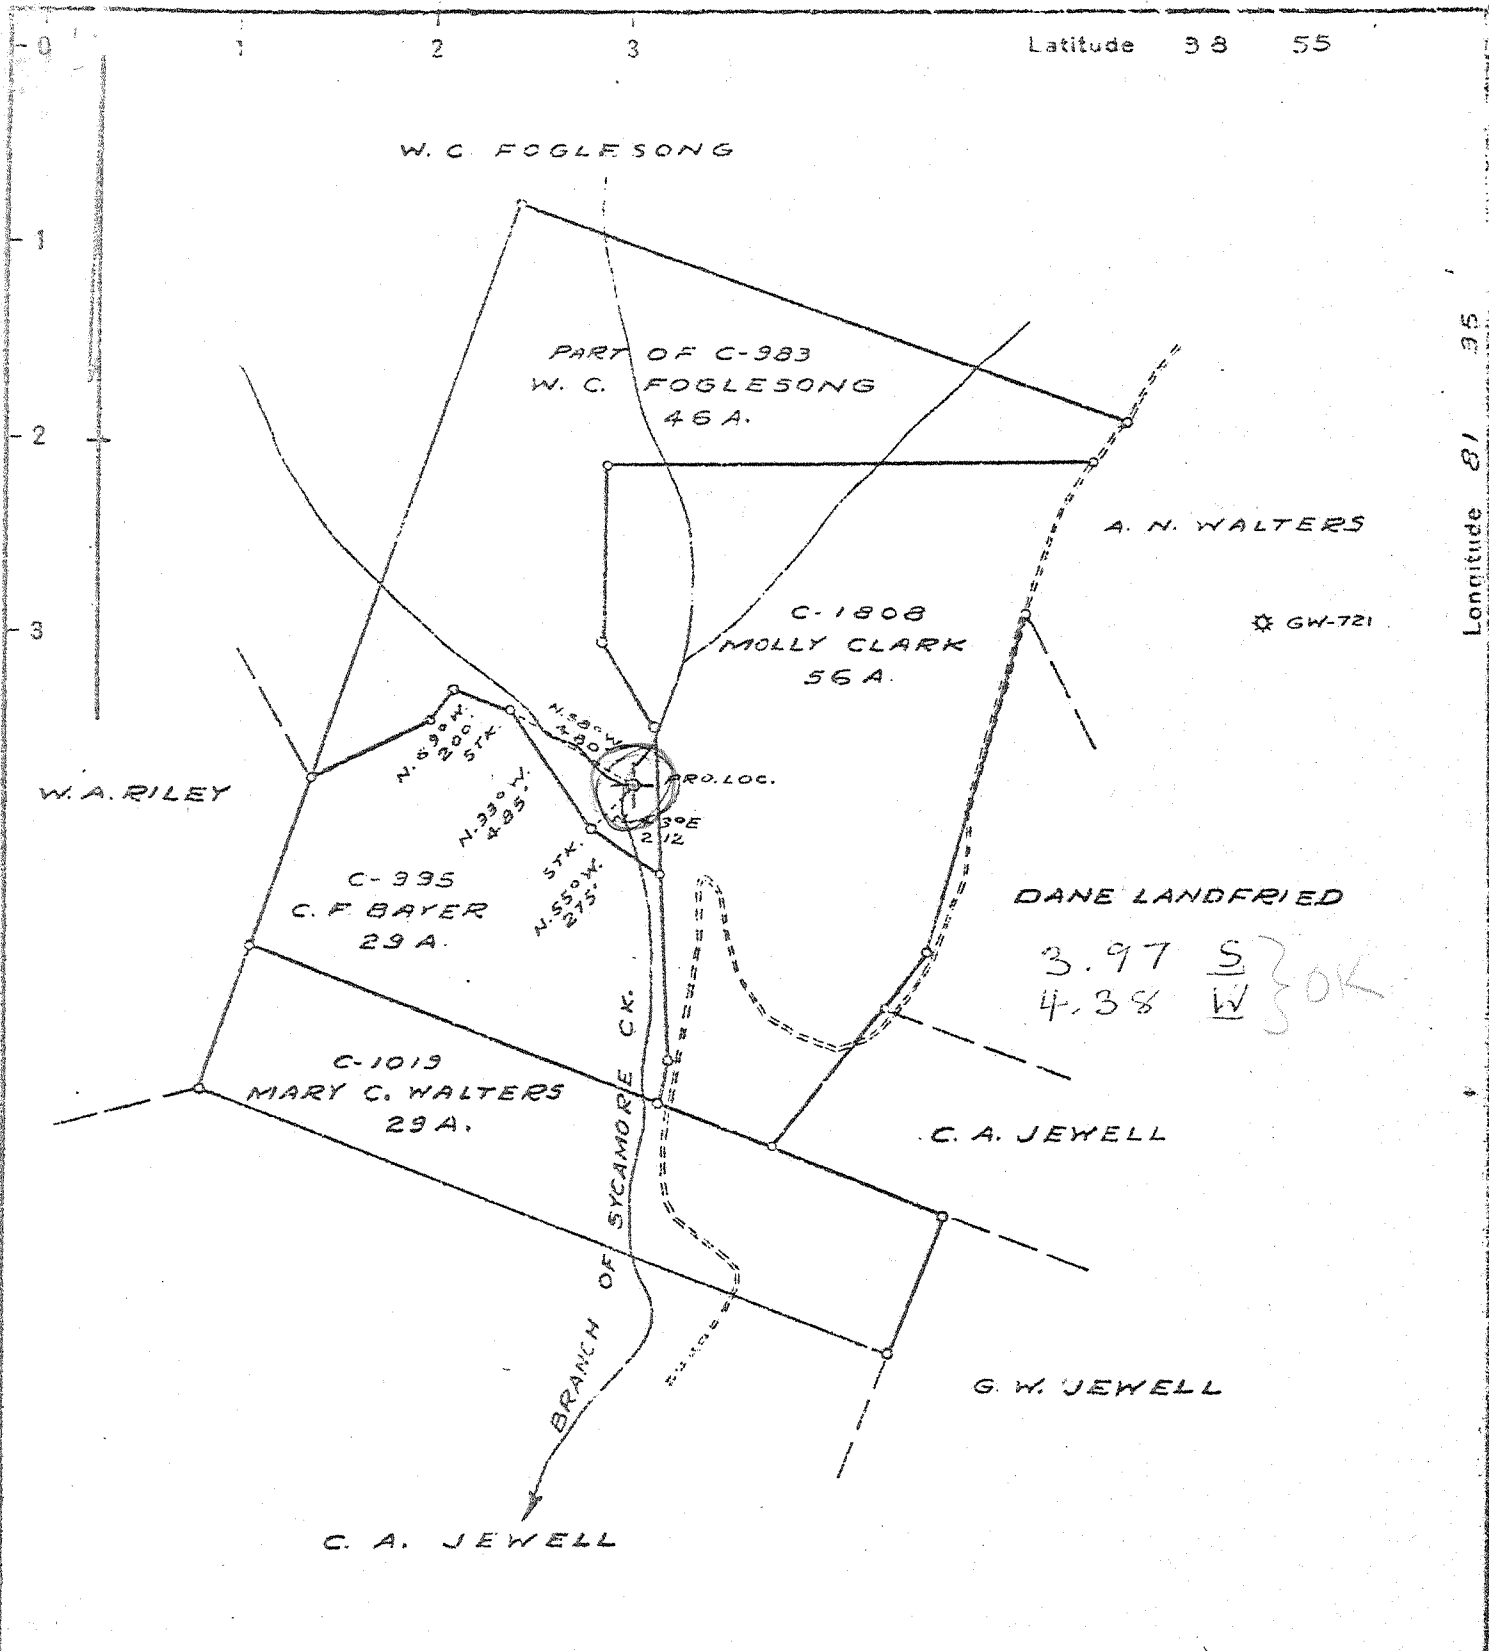 0 1 2 3 Latitude 38 55
W. C. FOGLESONG
1
35
PART OF C-983
W. C. FOGLESONG
46 A.
2
81
Longitude
A. N. WALTERS
3
C-1808
MOLLY CLARK
56 A.
GW-721
N. 58° W.
480
N. 59° W.
200'
STK.
PRO. LOC.
W. A. RILEY
N. 33° W.
485'
3° E
212
STK.
N. 55° W.
275'
C-995
C. F. BAYER
29 A.
DANE LANDFRIED
3.97 S
4.38 W } OK
C-1019
MARY C. WALTERS
29 A.
C. A. JEWELL
BRANCH OF SYCAMORE CK.
G. W. JEWELL
C. A. JEWELL